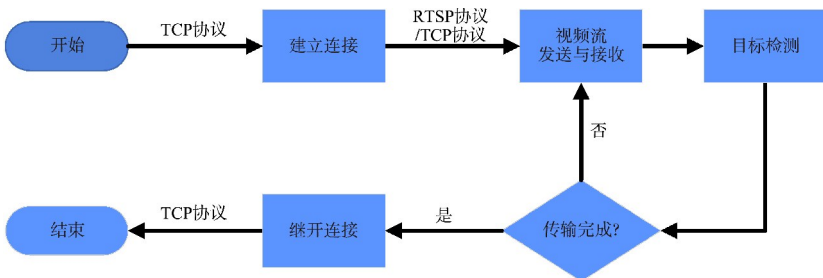 开始
TCP协议
建立连接
RTSP协议
/TCP协议
视频流
发送与接收
目标检测
否
传输完成?
是
继开连接
TCP协议
结束